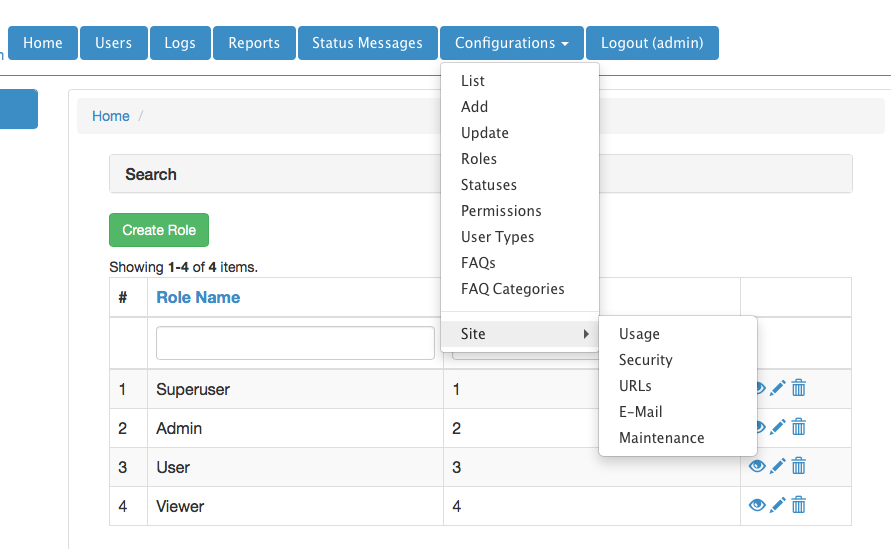 Home Users Logs Reports Status Messages Configurations Logout (admin)
List
Add
Update
Roles
Statuses
Permissions
User Types
FAQs
FAQ Categories
Site
Usage
Security
URLs
E-Mail
Maintenance
Home /
Search
Create Role
Showing 1-4 of 4 items.
# Role Name
1 Superuser 1
2 Admin 2
3 User 3
4 Viewer 4